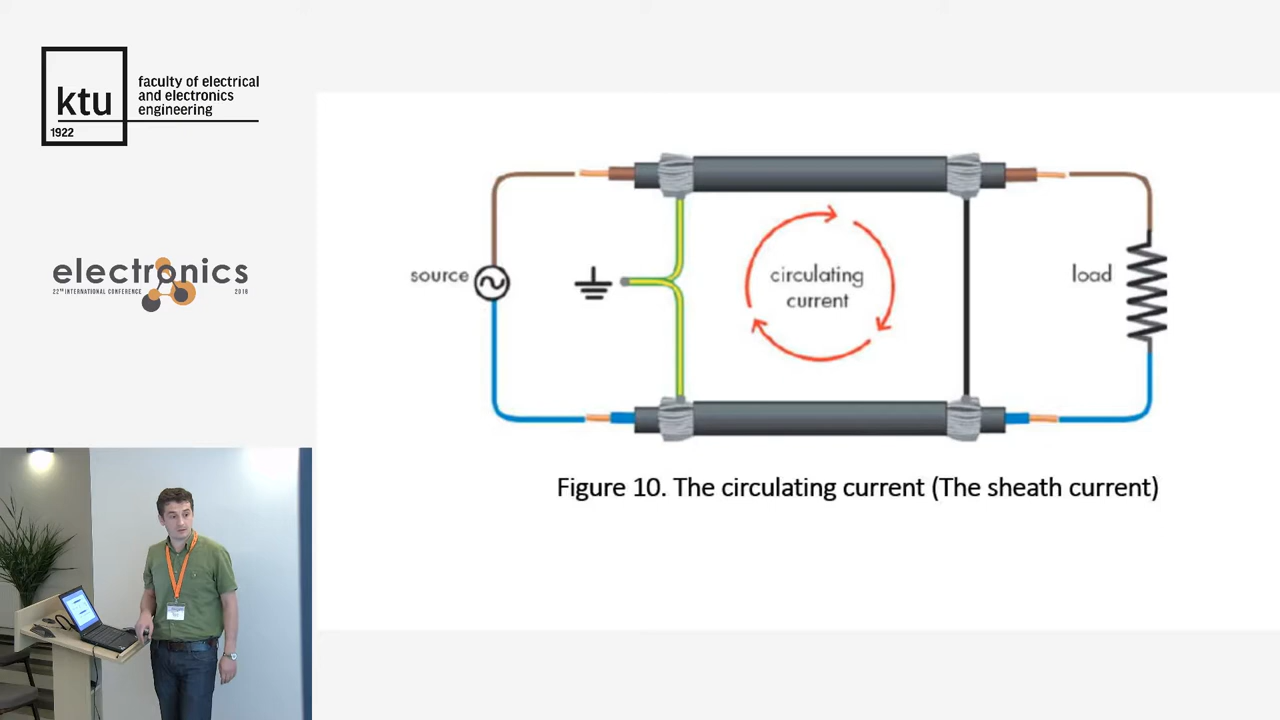 ktu
1922
faculty of electrical
and electronics
engineering
electronics
22ND INTERNATIONAL CONFERENCE 2018
source
circulating
current
load
Figure 10. The circulating current (The sheath current)